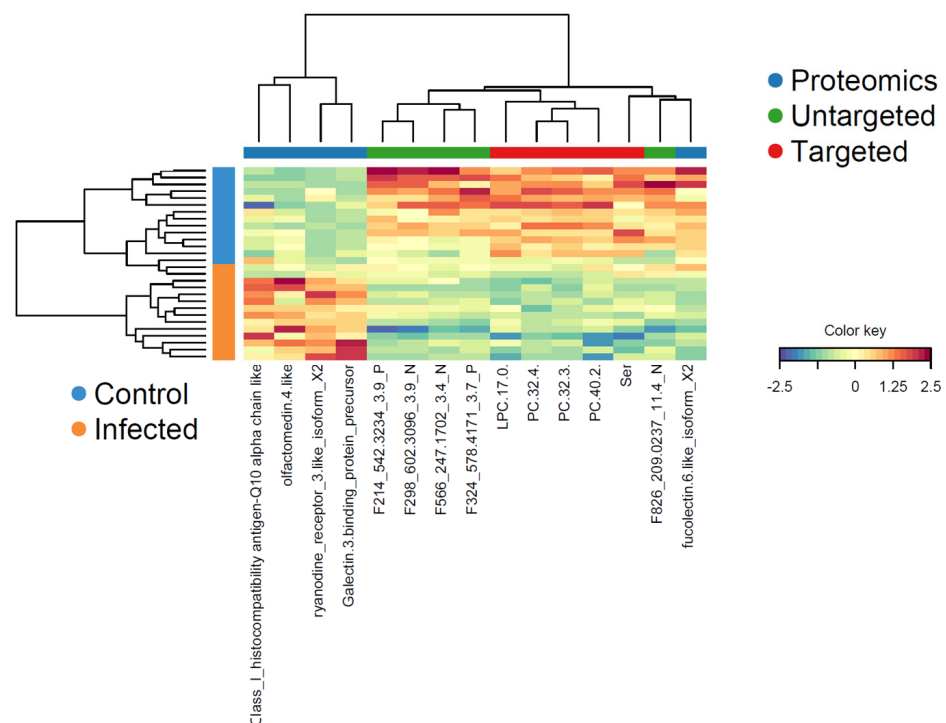 Proteomics
Untargeted
Targeted
Color key
-2.5
0
1.25
2.5
Control
Infected
Class_I_histocompatibility antigen-Q10 alpha chain like
olfactomedin.4.like
ryanodine_receptor_3.like_isoform_X2
Galectin.3.binding_protein_precursor
F214_542.3234_3.9_P
F298_602.3096_3.9_N
F566_247.1702_3.4_N
F324_578.4171_3.7_P
LPC.17.0.
PC.32.4.
PC.32.3.
PC.40.2.
Ser
F826_209.0237_11.4_N
fucolectin.6.like_isoform_X2